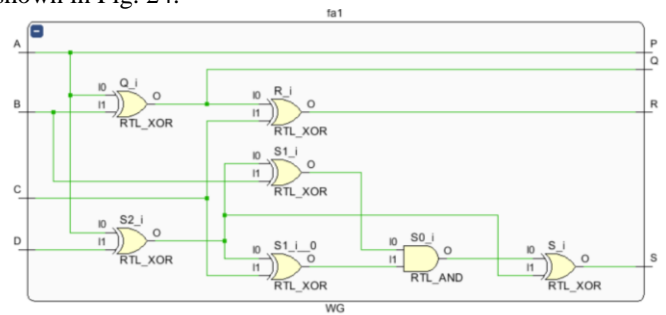 shown in Fig. 24.
fa1
A
P
Q
Q_i
I0
I1
O
RTL_XOR
B
R_i
I0
I1
O
RTL_XOR
R
S1_i
I0
I1
O
RTL_XOR
C
S2_i
I0
I1
O
RTL_XOR
D
S1_i__0
I0
I1
O
RTL_XOR
S0_i
I0
I1
O
RTL_AND
S_i
I0
I1
O
RTL_XOR
S
WG